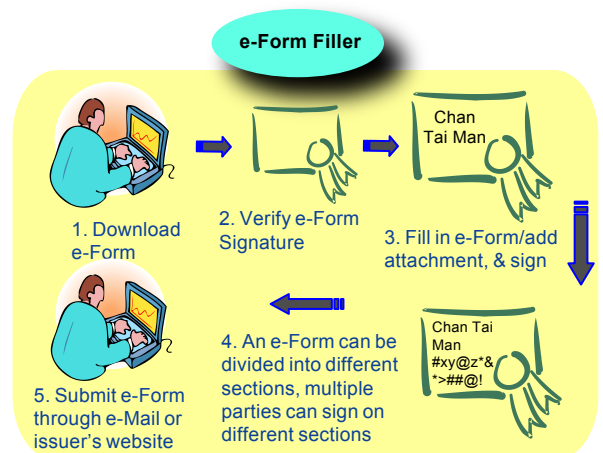 e-Form Filler
1. Download
e-Form
2. Verify e-Form
Signature
Chan
Tai Man
3. Fill in e-Form/add
attachment, & sign
Chan Tai
Man
#xy@z*&
*>##@!
4. An e-Form can be
divided into different
sections, multiple
parties can sign on
different sections
5. Submit e-Form
through e-Mail or
issuer's website